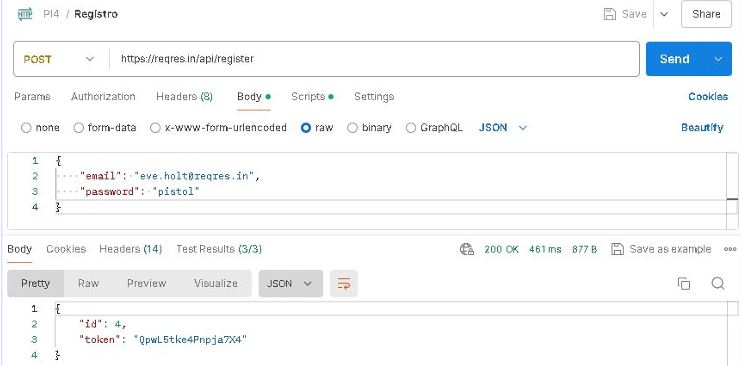 HTTP PI4 / Registro Save Share
POST https://reqres.in/api/register Send
Params Authorization Headers (8) Body Scripts Settings Cookies
none form-data x-www-form-urlencoded raw binary GraphQL JSON Beautify
1 {
2 "email": "eve.holt@reqres.in",
3 "password": "pistol"
4 }
Body Cookies Headers (14) Test Results (3/3) 200 OK 461 ms 877 B Save as example
Pretty Raw Preview Visualize JSON
1 {
2 "id": 4,
3 "token": "QpwL5tke4Pnpja7X4"
4 }